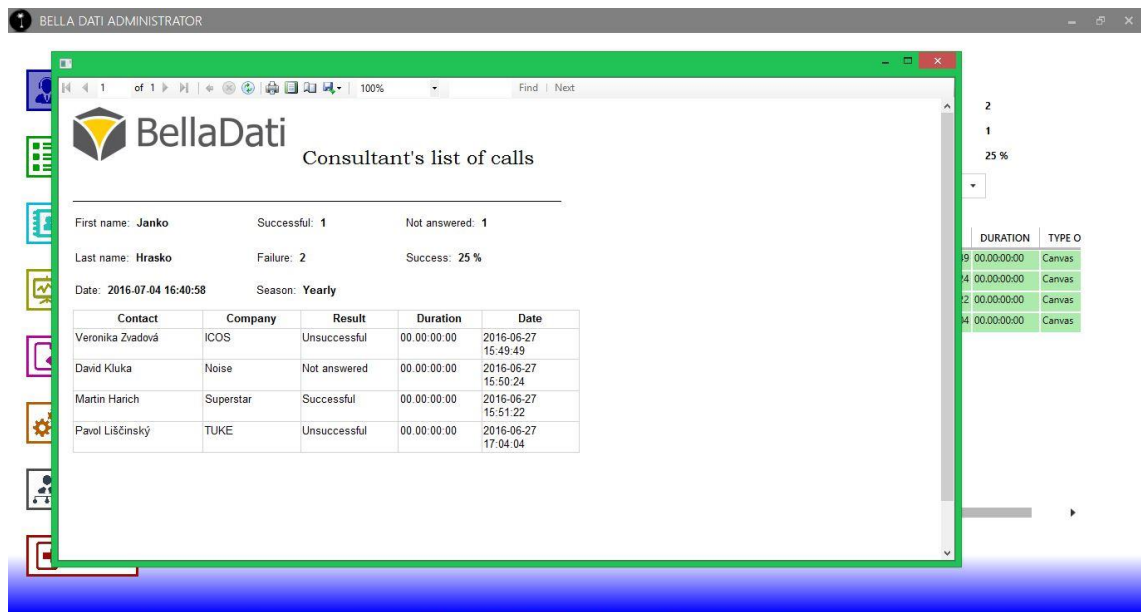 BELLA DATI ADMINISTRATOR
1 of 1 100% Find | Next
BellaDati
Consultant's list of calls
First name: Janko Successful: 1 Not answered: 1
Last name: Hrasko Failure: 2 Success: 25 %
Date: 2016-07-04 16:40:58 Season: Yearly
Contact Company Result Duration Date
Veronika Zvadová ICOS Unsuccessful 00.00:00:00 2016-06-27
15:49:49
David Kluka Noise Not answered 00.00:00:00 2016-06-27
15:50:24
Martin Harich Superstar Successful 00.00:00:00 2016-06-27
15:51:22
Pavol Liščinský TUKE Unsuccessful 00.00:00:00 2016-06-27
17:04:04
2
1
25 %
DURATION TYPE O
49 00.00:00:00 Canvas
24 00.00:00:00 Canvas
22 00.00:00:00 Canvas
04 00.00:00:00 Canvas